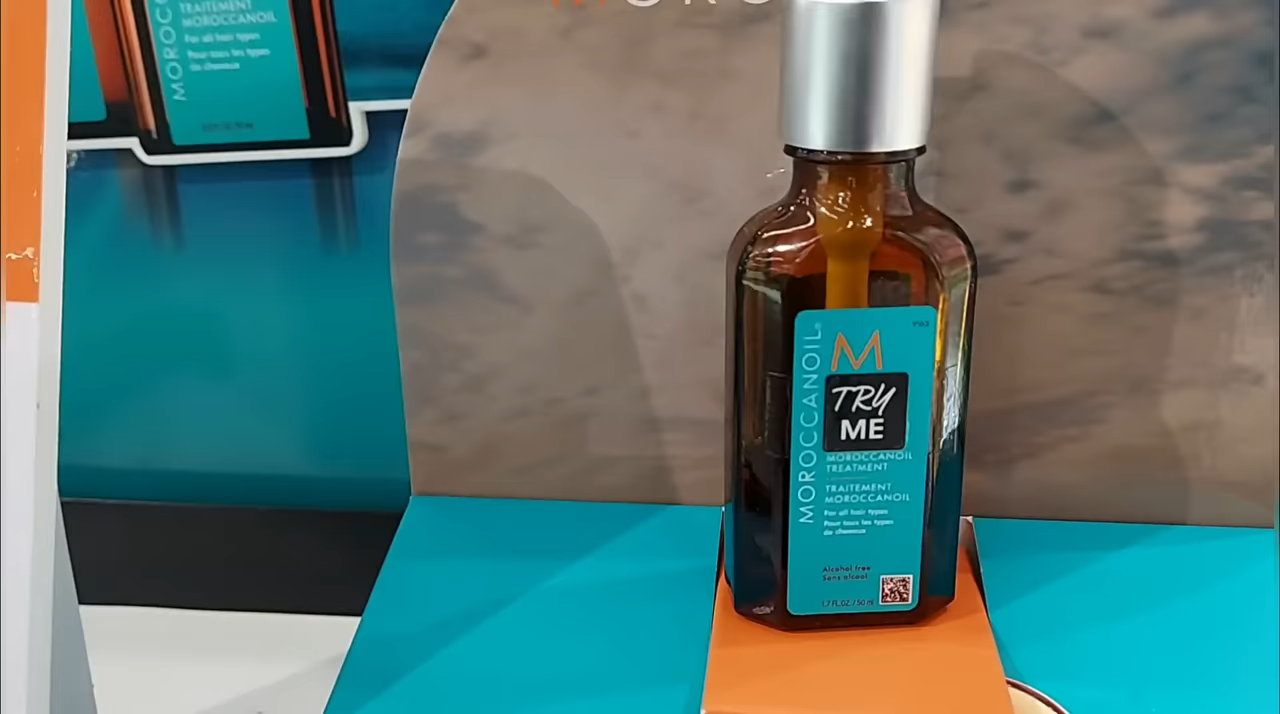 MORO
TRAITEMENT
MOROCCANOIL
For all hair types
Pour tous les types
de cheveux
MOROCCANOIL®
M
TRY
ME
MOROCCANOIL
TREATMENT
TRAITEMENT
MOROCCANOIL
For all hair types
Pour tous les types
de cheveux
Alcohol free
Sans alcool
1.7 FL.OZ. / 50 ml